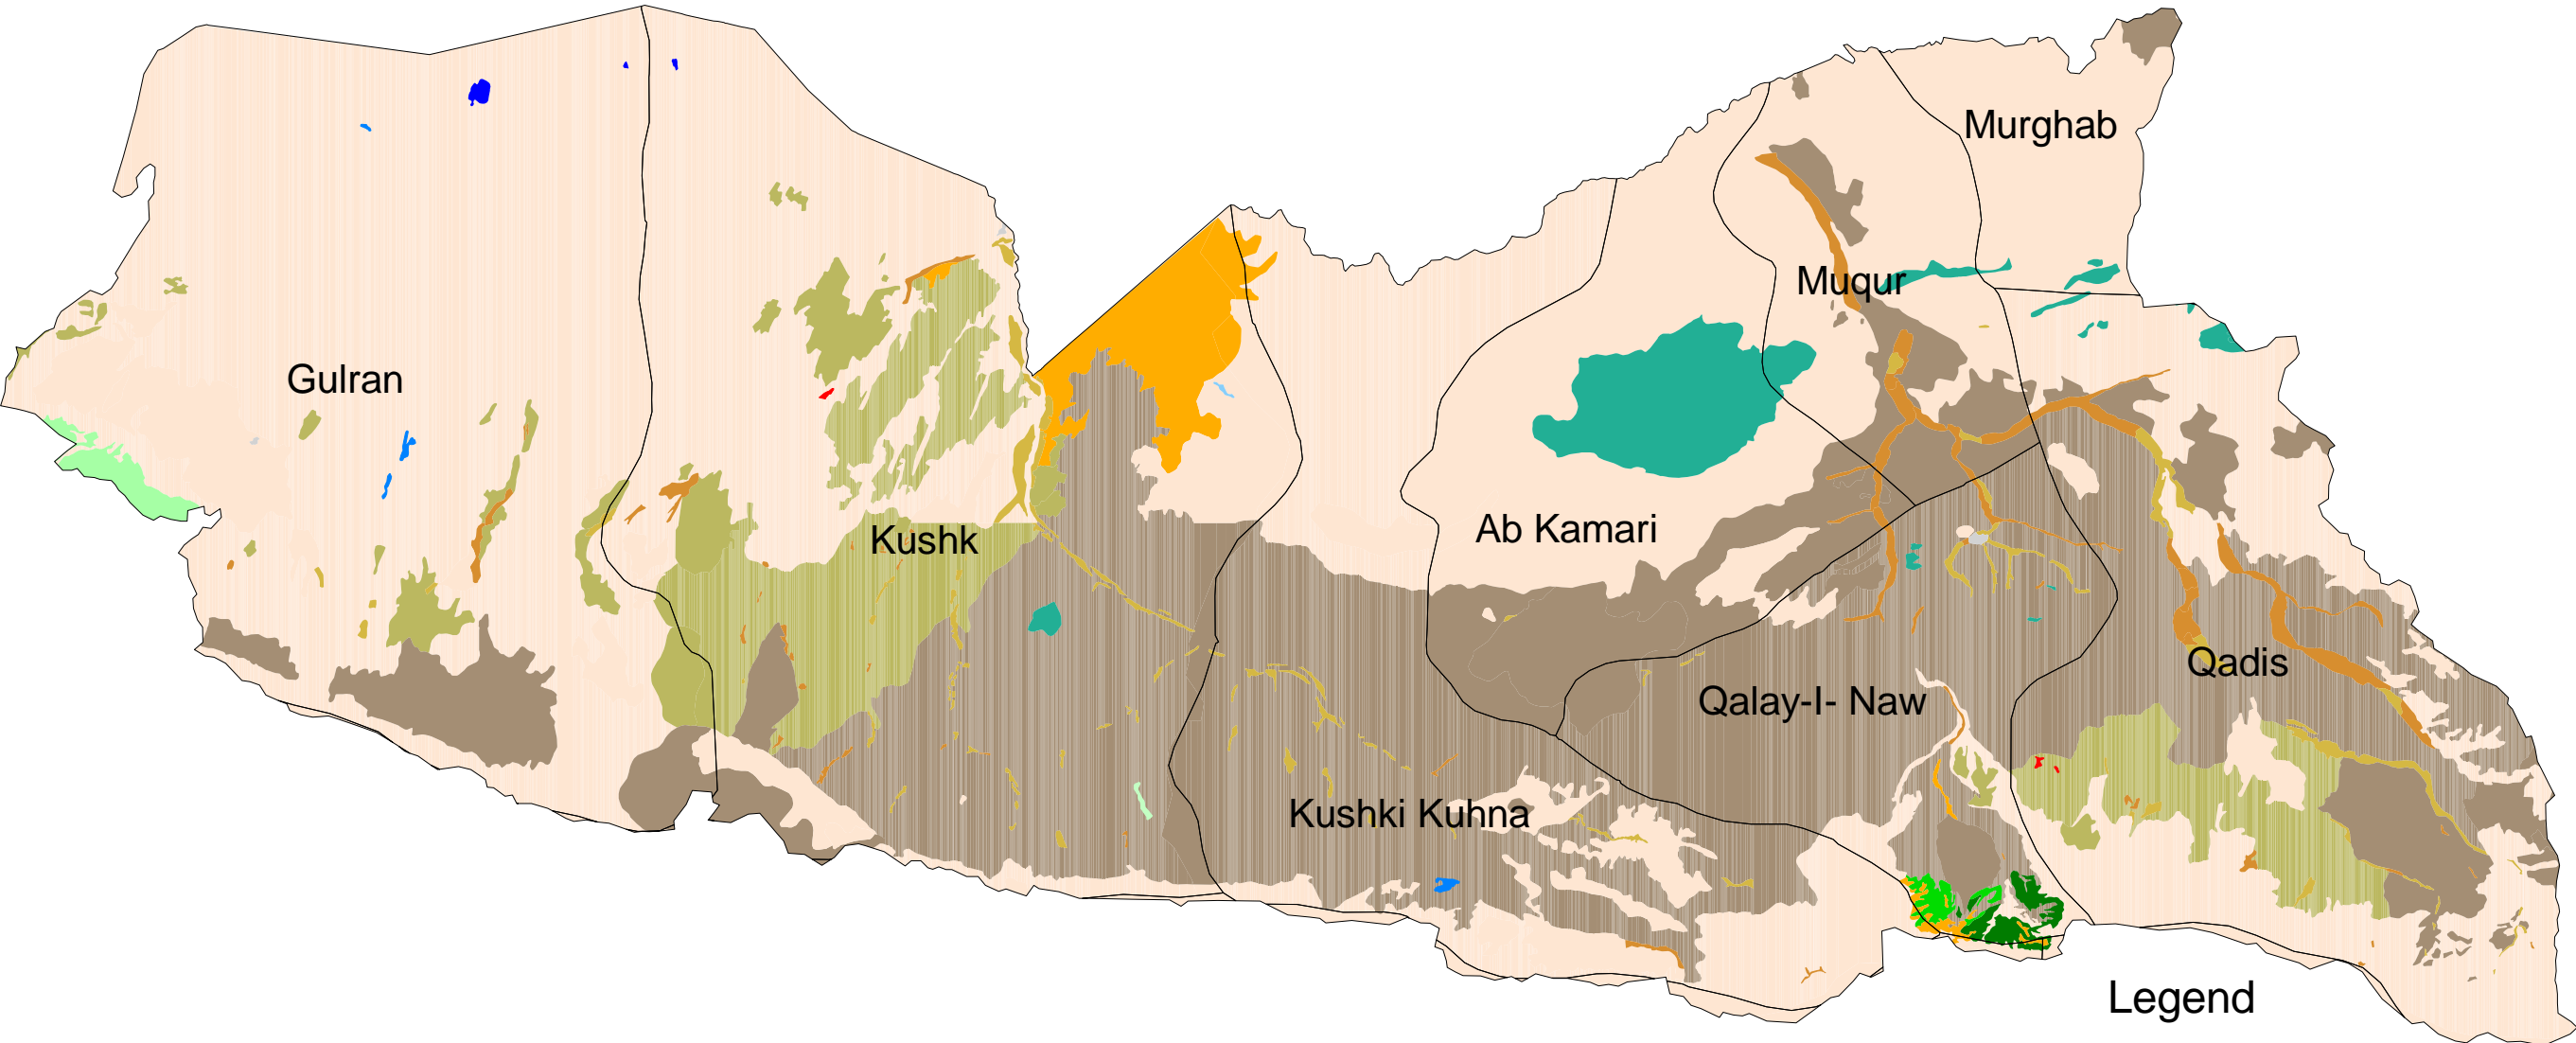 Murghab
Muqur
Gulran
Kushk
Ab Kamari
Qadis
Qalay-I- Naw
Kushki Kuhna
Legend